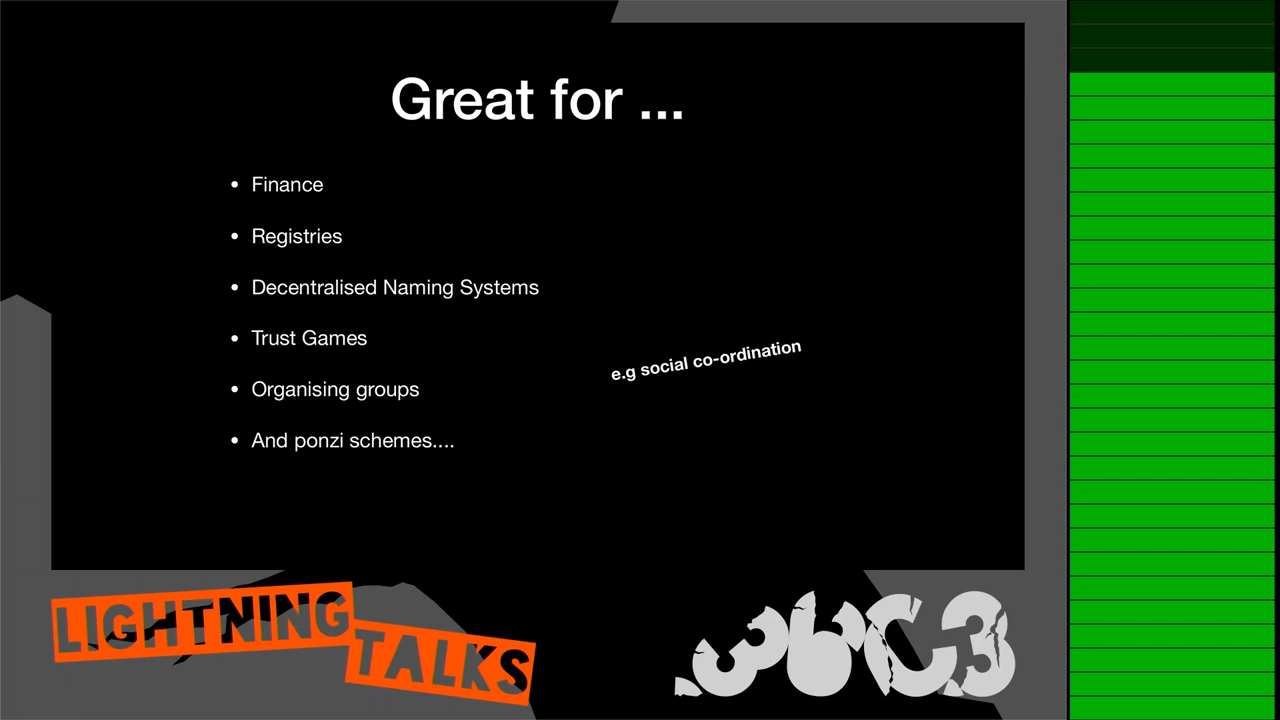 Great for ...
• Finance
• Registries
• Decentralised Naming Systems
• Trust Games
e.g social co-ordination
• Organising groups
• And ponzi schemes....
LIGHTNING
TALKS
36C3